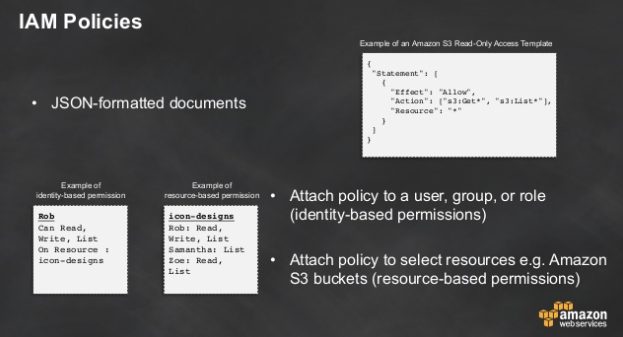 IAM Policies
Example of an Amazon S3 Read-Only Access Template
{
"Statement": [
{
"Effect": "Allow",
"Action": ["s3:Get*", "s3:List*"],
"Resource": "*"
}
]
}
• JSON-formatted documents
Example of
identity-based permission
Rob
Can Read,
Write, List
On Resource :
icon-designs
Example of
resource-based permission
icon-designs
Rob: Read,
Write, List
Samantha: List
Zoe: Read,
List
• Attach policy to a user, group, or role
(identity-based permissions)
• Attach policy to select resources e.g. Amazon
S3 buckets (resource-based permissions)
amazon
webservices